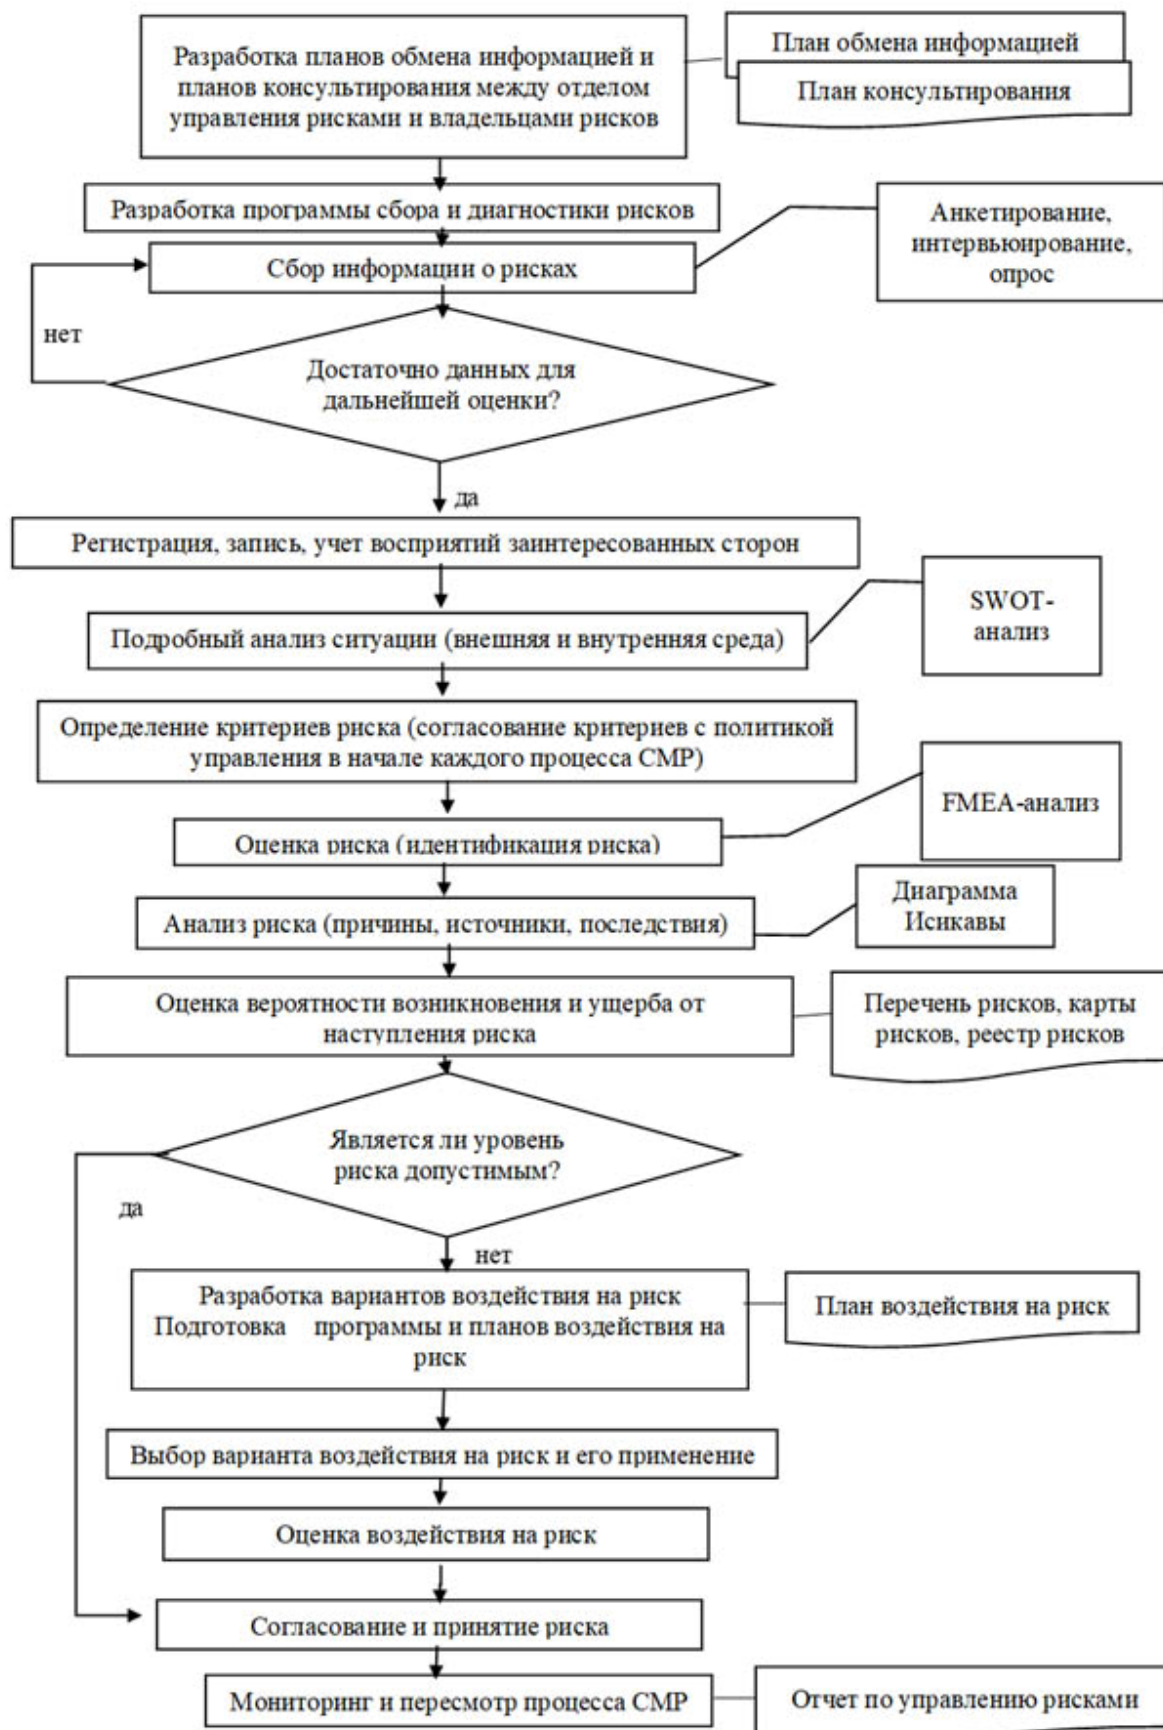 Разработка планов обмена информацией и
планов консультирования между отделом
управления рисками и владельцами рисков
План обмена информацией
План консультирования
Разработка программы сбора и диагностики рисков
Сбор информации о рисках
Анкетирование,
интервьюирование,
опрос
нет
Достаточно данных для
дальнейшей оценки?
да
Регистрация, запись, учет восприятий заинтересованных сторон
Подробный анализ ситуации (внешняя и внутренняя среда)
SWOT-
анализ
Определение критериев риска (согласование критериев с политикой
управления в начале каждого процесса СМР)
Оценка риска (идентификация риска)
FMEA-анализ
Анализ риска (причины, источники, последствия)
Диаграмма
Исикавы
Оценка вероятности возникновения и ущерба от
наступления риска
Перечень рисков, карты
рисков, реестр рисков
Является ли уровень
риска допустимым?
да
нет
Разработка вариантов воздействия на риск
Подготовка программы и планов воздействия на
риск
План воздействия на риск
Выбор варианта воздействия на риск и его применение
Оценка воздействия на риск
Согласование и принятие риска
Мониторинг и пересмотр процесса СМР
Отчет по управлению рисками